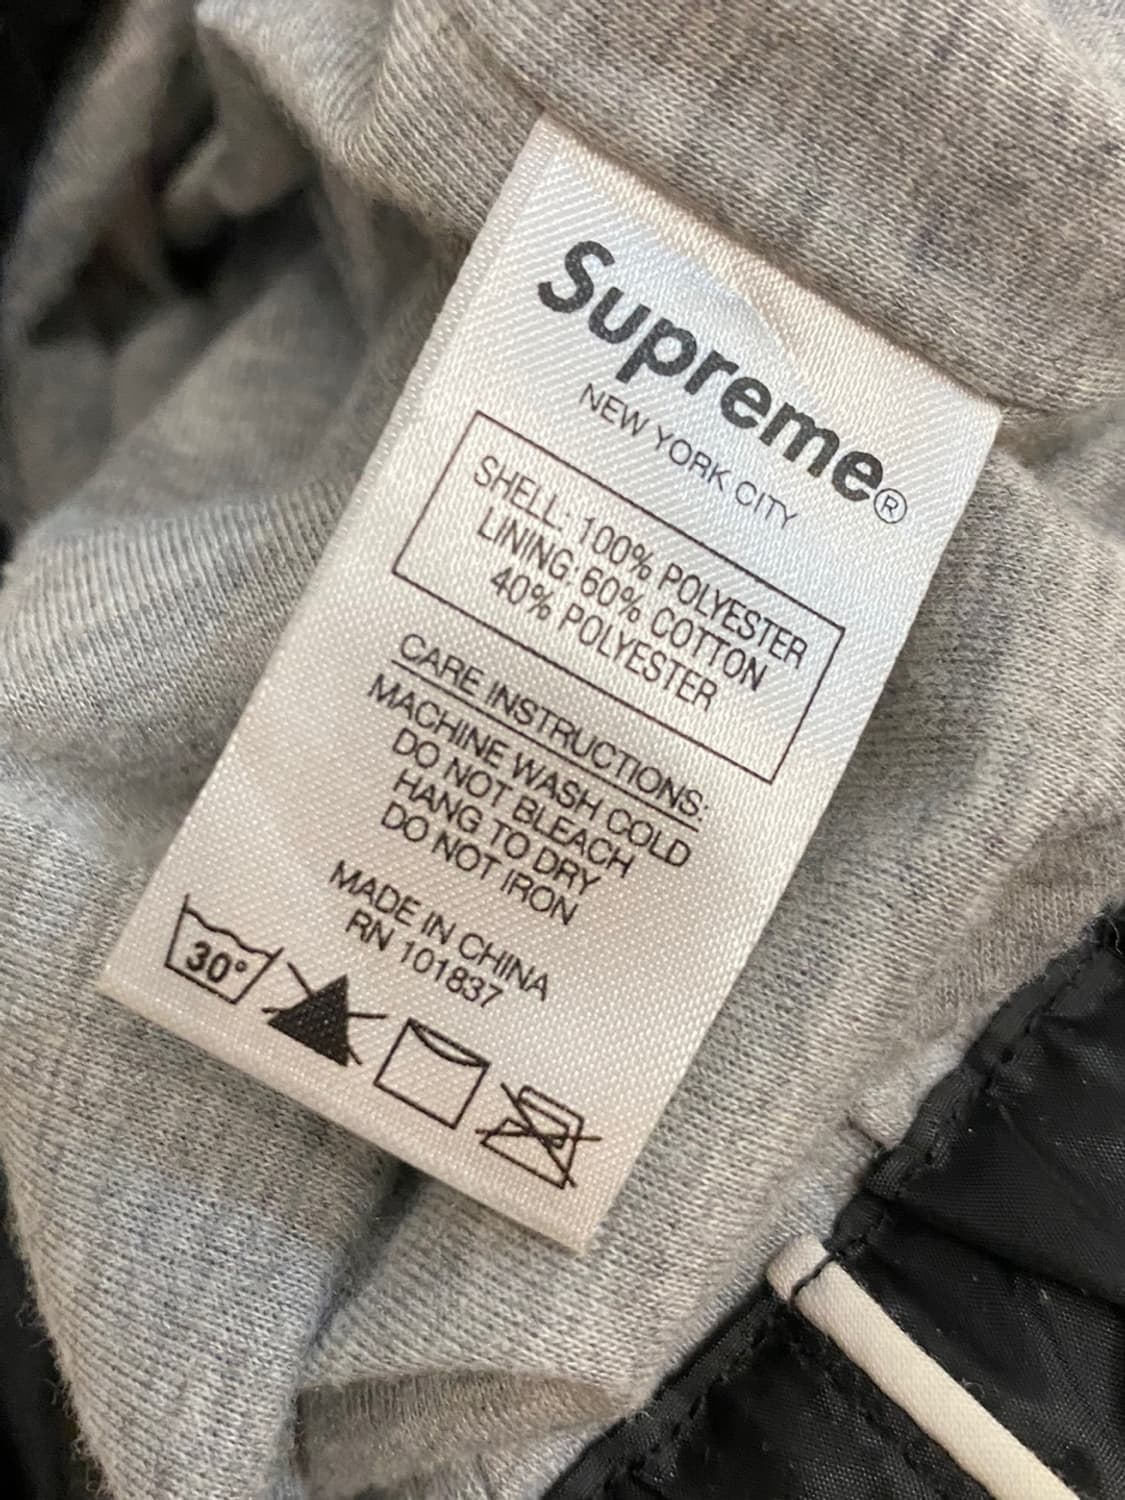 Supreme®
NEW YORK CITY
SHELL: 100% POLYESTER
LINING: 60% COTTON
40% POLYESTER
CARE INSTRUCTIONS:
MACHINE WASH COLD
DO NOT BLEACH
HANG TO DRY
DO NOT IRON
MADE IN CHINA
RN 101837
30°